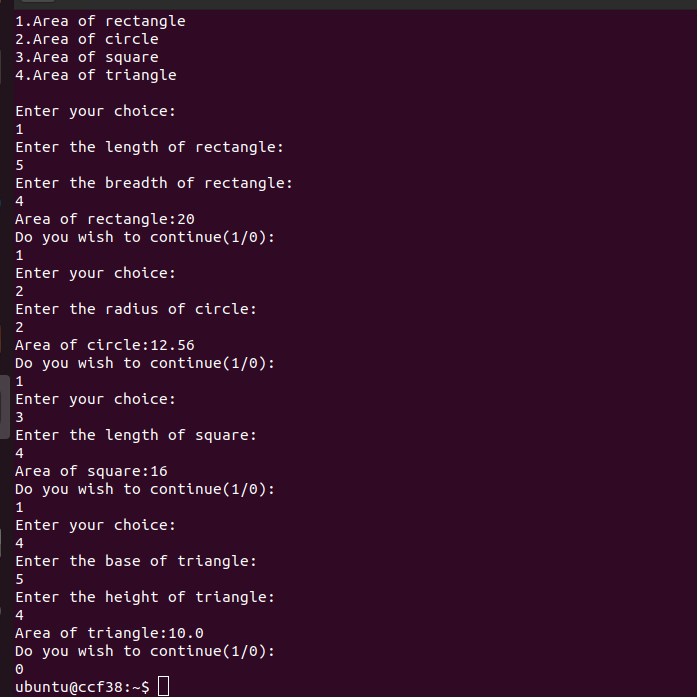 1.Area of rectangle
2.Area of circle
3.Area of square
4.Area of triangle
Enter your choice:
1
Enter the length of rectangle:
5
Enter the breadth of rectangle:
4
Area of rectangle:20
Do you wish to continue(1/0):
1
Enter your choice:
2
Enter the radius of circle:
2
Area of circle:12.56
Do you wish to continue(1/0):
1
Enter your choice:
3
Enter the length of square:
4
Area of square:16
Do you wish to continue(1/0):
1
Enter your choice:
4
Enter the base of triangle:
5
Enter the height of triangle:
4
Area of triangle:10.0
Do you wish to continue(1/0):
0
ubuntu@ccf38:~$